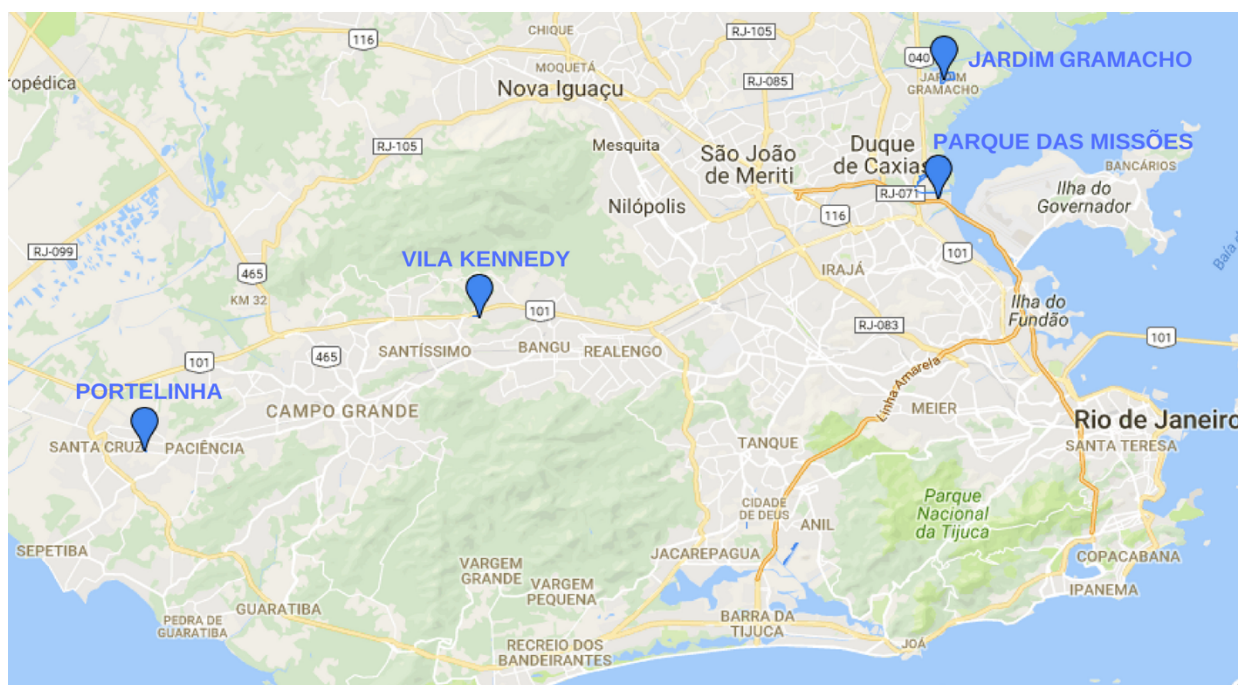 CHIQUE
RJ-105
116
040
JARDIM GRAMACHO
MOQUETÁ
JARDIM
GRAMACHO
RJ-085
ropédica
Nova Iguaçu
RJ-105
Mesquita
São João
de Meriti
Duque
de Caxias
PARQUE DAS MISSÕES
BANCÁRIOS
RJ-071
Ilha do
Governador
Nilópolis
116
RJ-099
465
VILA KENNEDY
101
IRAJÁ
Baía
KM 32
101
Ilha do
Fundão
RJ-083
101
465
SANTÍSSIMO
BANGU
REALENGO
101
Linha Amarela
PORTELINHA
CAMPO GRANDE
MEIER
Rio de Janeiro
SANTA CRUZ
PACIÊNCIA
TANQUE
SANTA TERESA
CIDADE
DE DEUS
ANIL
Parque
Nacional
da Tijuca
SEPETIBA
VARGEM
GRANDE
VARGEM
PEQUENA
JACAREPAGUA
COPACABANA
IPANEMA
GUARATIBA
PEDRA DE
GUARATIBA
BARRA DA
TIJUCA
RECREIO DOS
BANDEIRANTES
JOÁ